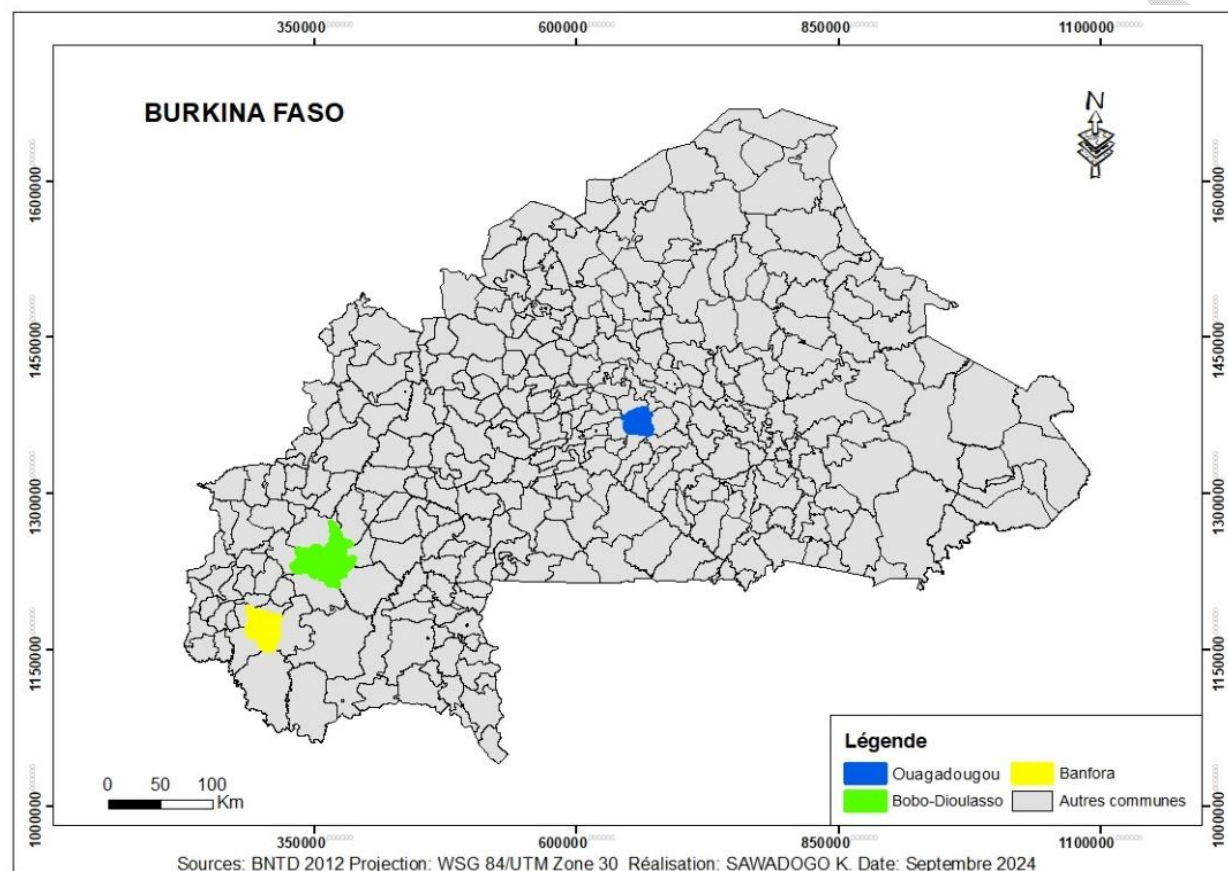 350000 600000 850000 1100000
BURKINA FASO
N
1600000 1600000
1450000 1450000
1300000 1300000
1150000 1150000
1000000 1000000
Légende
Ouagadougou Banfora
Bobo-Dioulasso Autres communes
0 50 100
Km
350000 600000 850000 1100000
Sources: BNTD 2012 Projection: WSG 84/UTM Zone 30 Réalisation: SAWADOGO K. Date: Septembre 2024